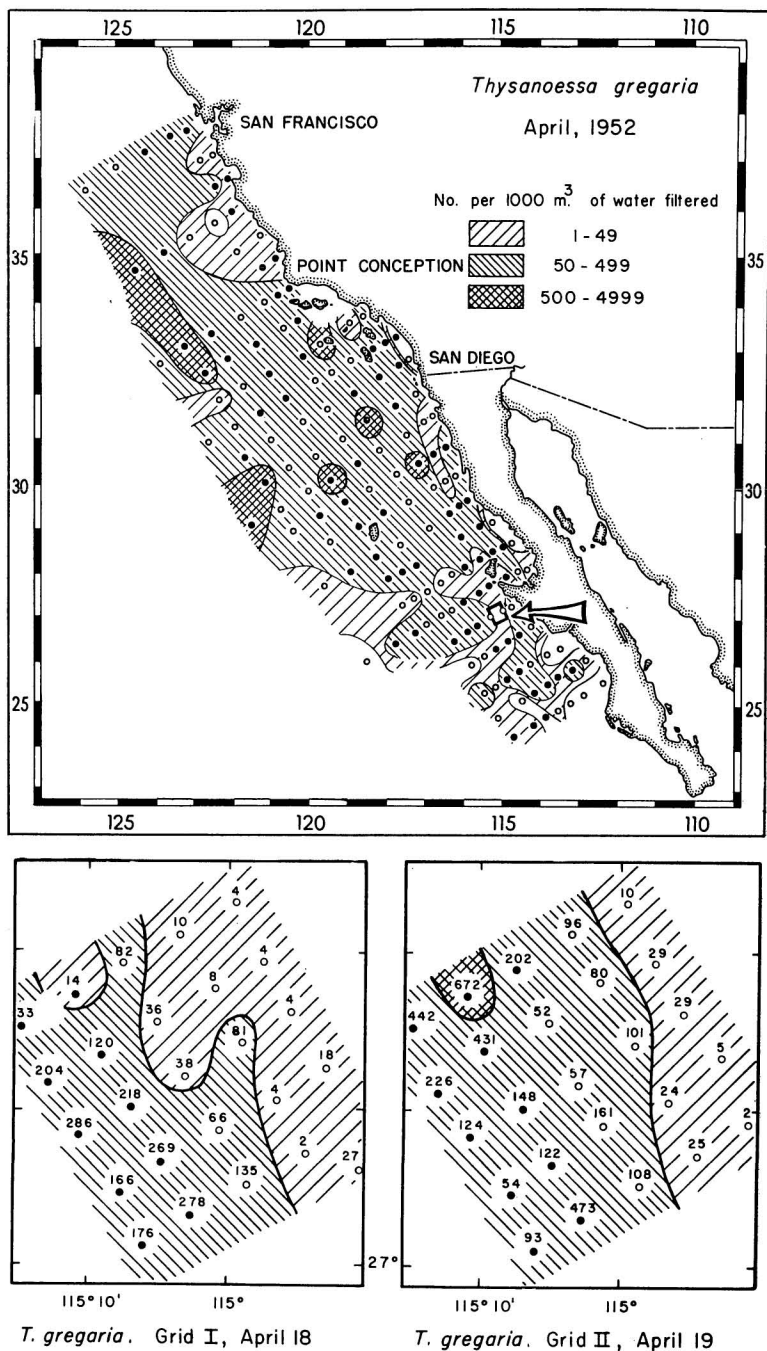 125 120 115 110
Thysanoessa gregaria
April, 1952
SAN FRANCISCO
No. per 1000 m.3 of water filtered
1 - 49
50 - 499
500 - 4999
35 POINT CONCEPTION 35
SAN DIEGO
30 30
25 25
125 120 115 110
4
10
82 4
14 8
33 36 4
120 81
38 18
204
218 4
286 66
269 2
166 135 27
278
176
115°10' 115°
T. gregaria. Grid I, April 18
10
96
202 29
672 80
442 52 29
431 101
57 5
226
148 24
124 161 2
122 25
54 108
473
93
27°
115°10' 115°
T. gregaria. Grid II, April 19